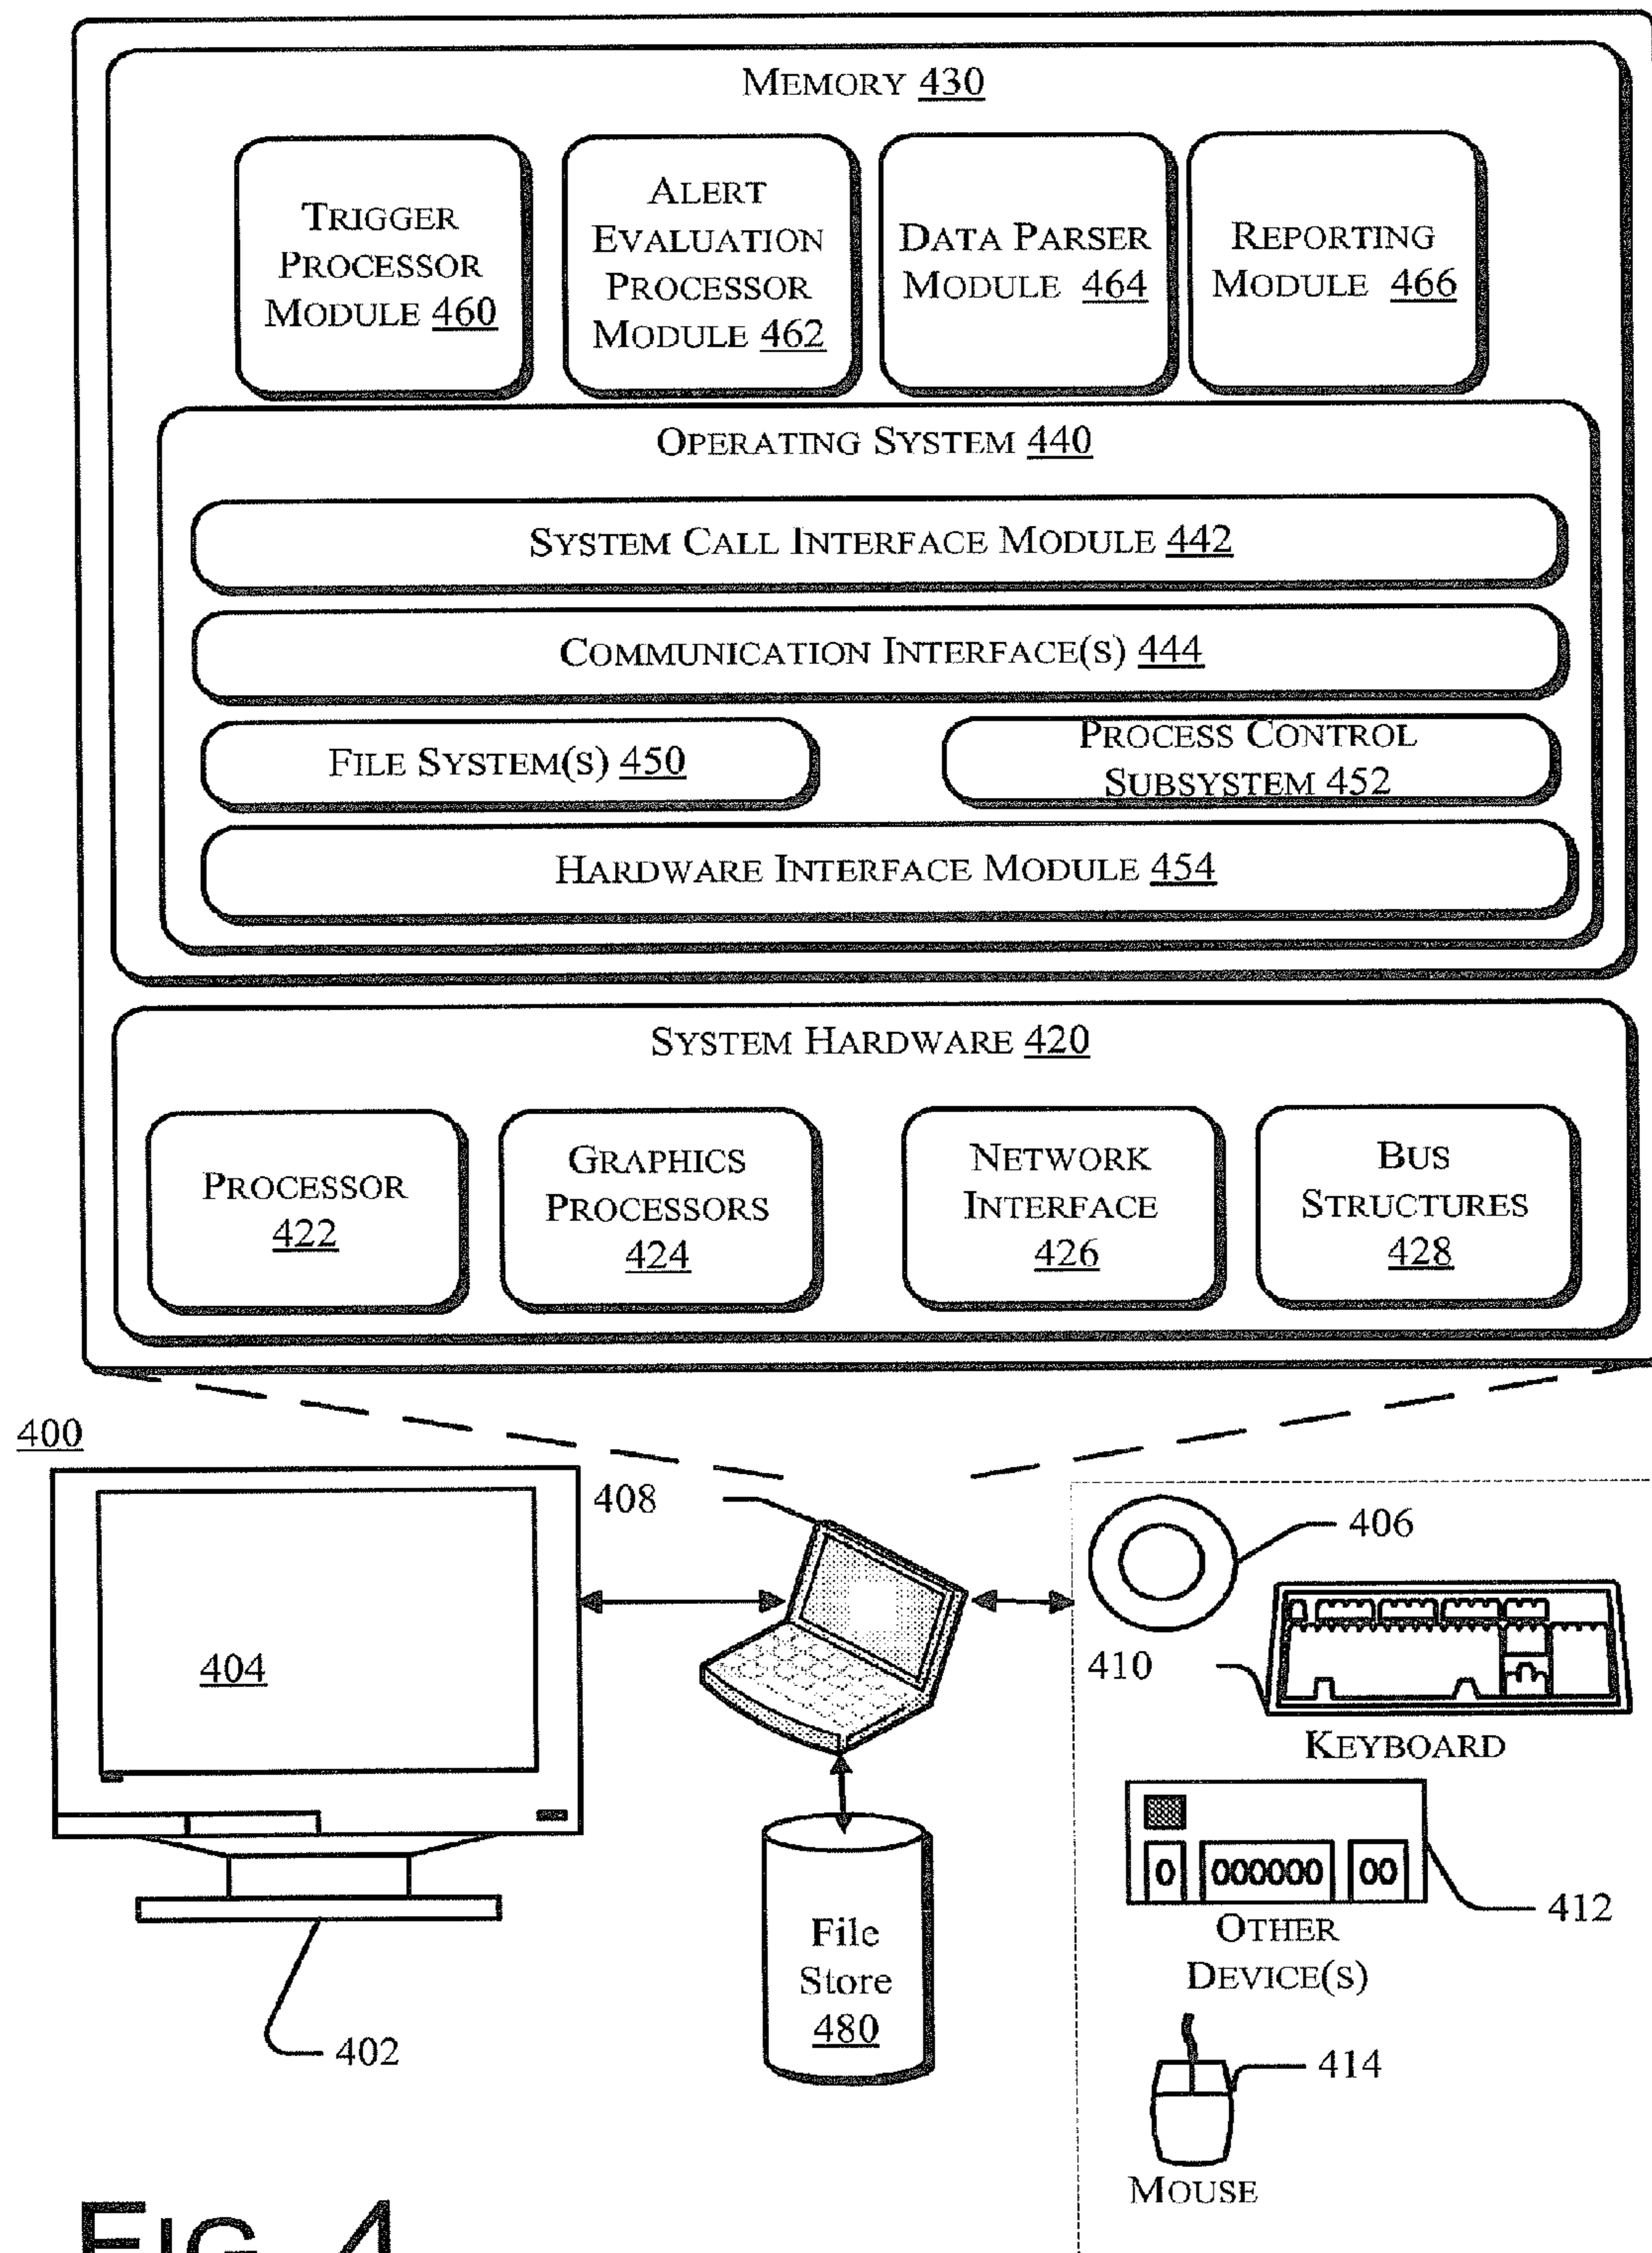 MEMORY 430
TRIGGER
PROCESSOR
MODULE 460
ALERT
EVALUATION
PROCESSOR
MODULE 462
DATA PARSER
MODULE 464
REPORTING
MODULE 466
OPERATING SYSTEM 440
SYSTEM CALL INTERFACE MODULE 442
COMMUNICATION INTERFACE(S) 444
FILE SYSTEM(S) 450
PROCESS CONTROL
SUBSYSTEM 452
HARDWARE INTERFACE MODULE 454
SYSTEM HARDWARE 420
PROCESSOR
422
GRAPHICS
PROCESSORS
424
NETWORK
INTERFACE
426
BUS
STRUCTURES
428
400
408
406
404
410
KEYBOARD
412
OTHER
DEVICE(S)
File
Store
480
402
414
MOUSE
FIG. 4